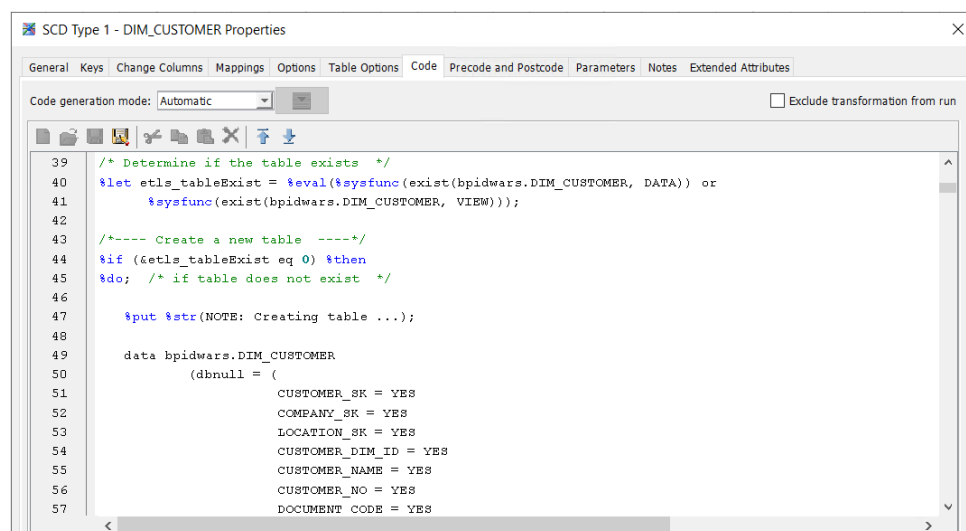 SCD Type 1 - DIM_CUSTOMER Properties
General Keys Change Columns Mappings Options Table Options Code Precode and Postcode Parameters Notes Extended Attributes
Code generation mode: Automatic Exclude transformation from run
39 /* Determine if the table exists */
40 %let etls_tableExist = %eval(%sysfunc(exist(bpidwars.DIM_CUSTOMER, DATA)) or
41 %sysfunc(exist(bpidwars.DIM_CUSTOMER, VIEW)));
42
43 /*---- Create a new table ----*/
44 %if (&etls_tableExist eq 0) %then
45 %do; /* if table does not exist */
46
47 %put %str(NOTE: Creating table ...);
48
49 data bpidwars.DIM_CUSTOMER
50 (dbnull = (
51 CUSTOMER_SK = YES
52 COMPANY_SK = YES
53 LOCATION_SK = YES
54 CUSTOMER_DIM_ID = YES
55 CUSTOMER_NAME = YES
56 CUSTOMER_NO = YES
57 DOCUMENT_CODE = YES